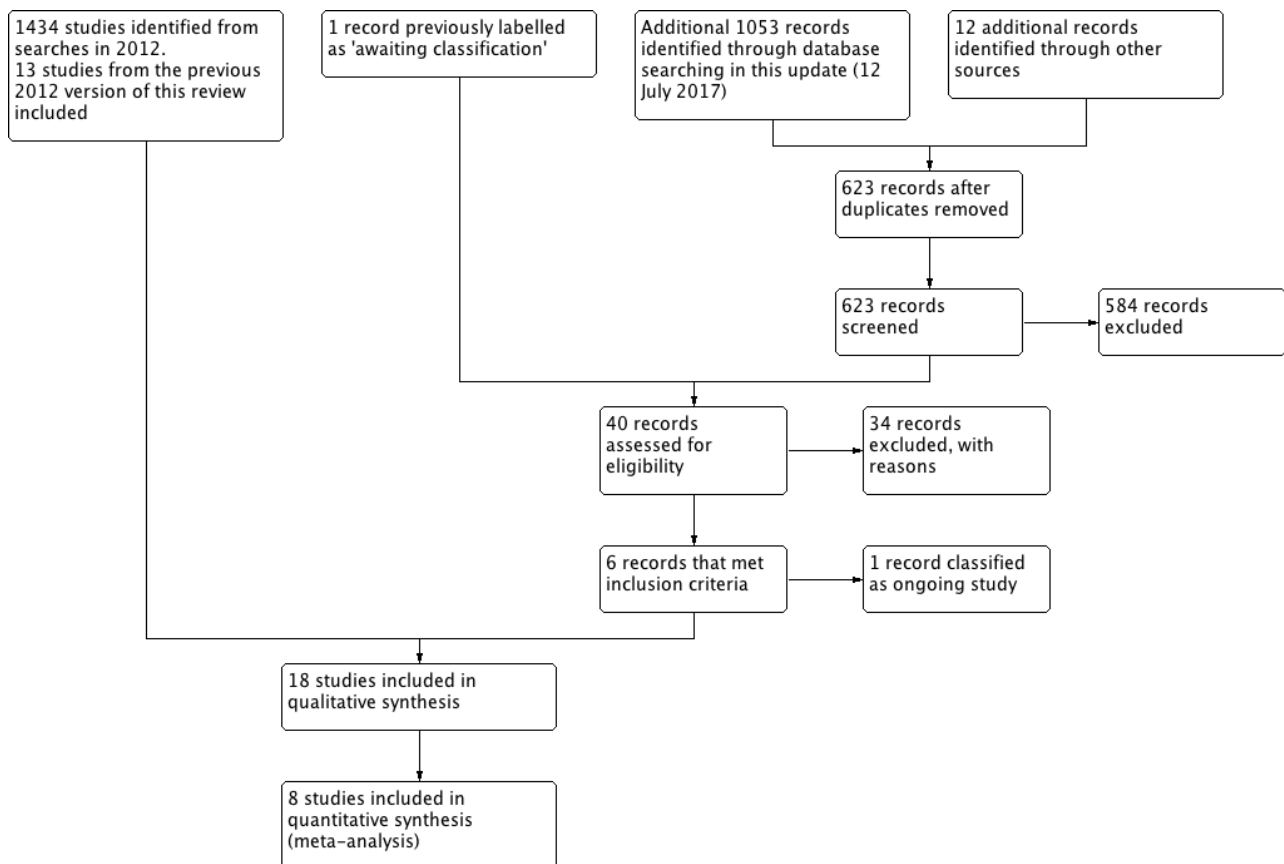 1434 studies identified from
searches in 2012.
13 studies from the previous
2012 version of this review
included
1 record previously labelled
as 'awaiting classification'
Additional 1053 records
identified through database
searching in this update (12
July 2017)
12 additional records
identified through other
sources
623 records after
duplicates removed
623 records
screened
584 records
excluded
40 records
assessed for
eligibility
34 records
excluded, with
reasons
6 records that met
inclusion criteria
1 record classified
as ongoing study
18 studies included in
qualitative synthesis
8 studies included in
quantitative synthesis
(meta-analysis)